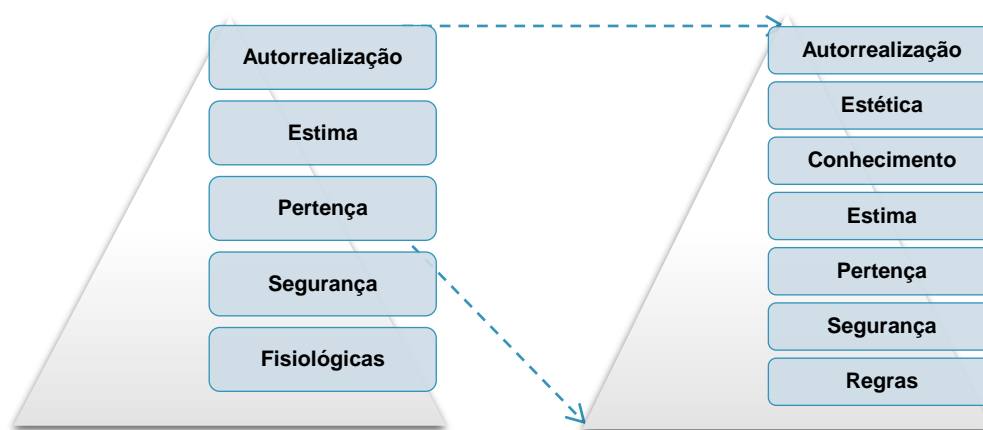 Autorrealização
Estima
Pertença
Segurança
Fisiológicas
Autorrealização
Estética
Conhecimento
Estima
Pertença
Segurança
Regras